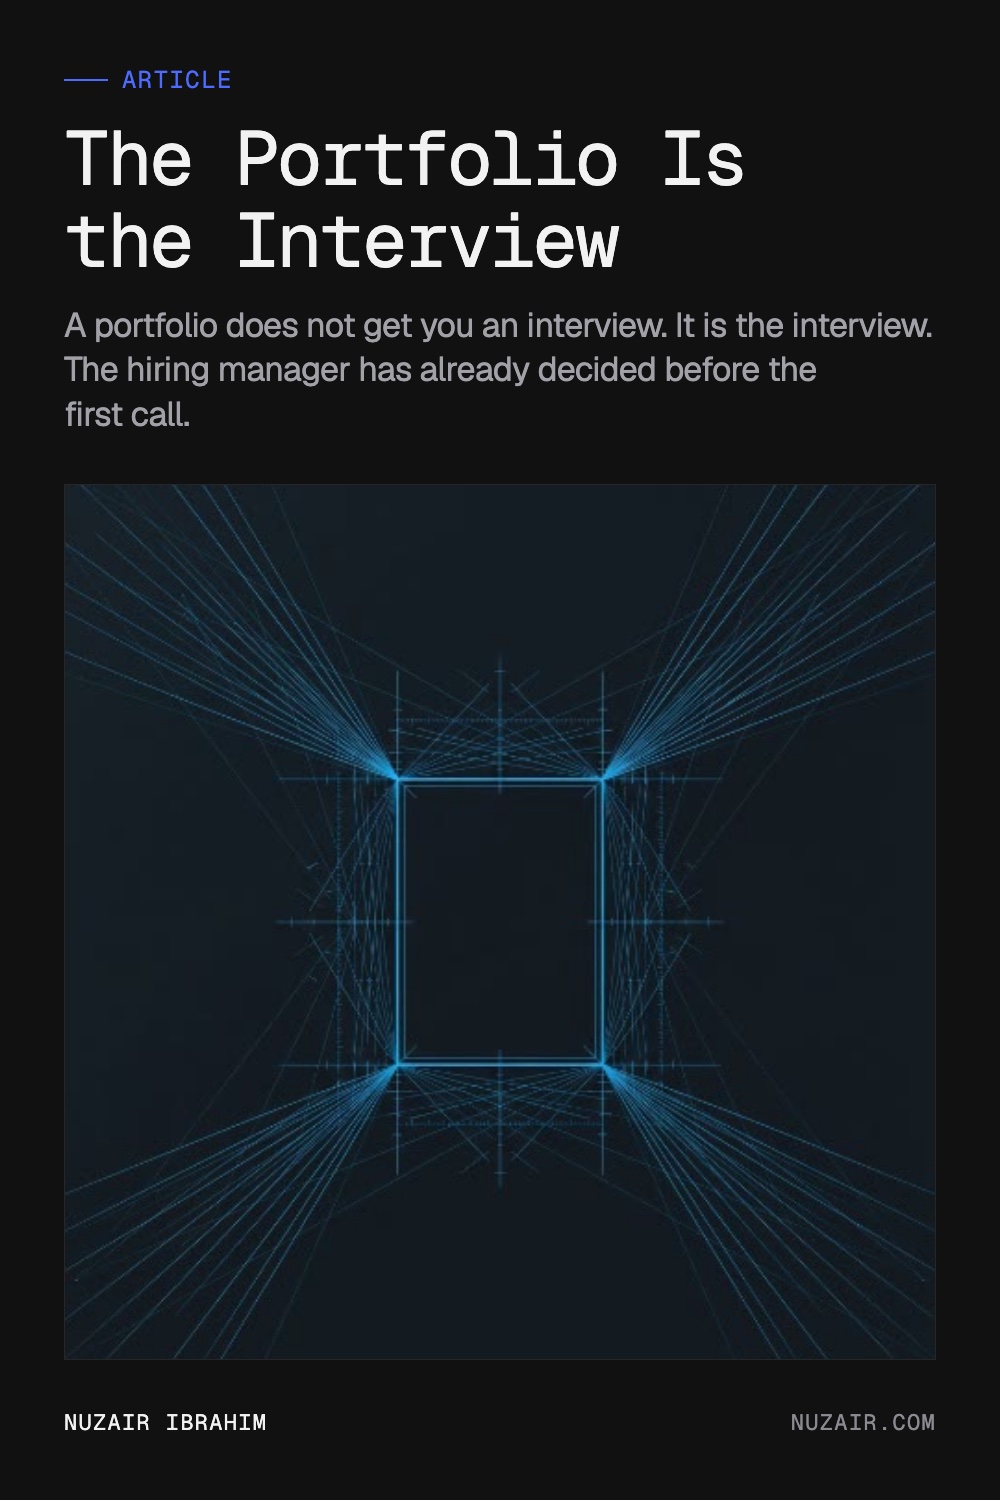 ARTICLE
The Portfolio Is
the Interview
A portfolio does not get you an interview. It is the interview.
The hiring manager has already decided before the
first call.
NUZAIR IBRAHIM
NUZAIR.COM